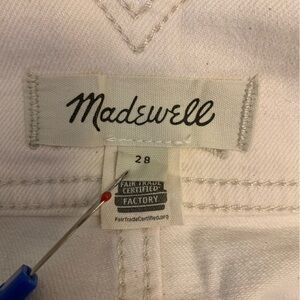 Madewell
28
FAIR TRADE
CERTIFIED
FACTORY
FairTradeCertified.org